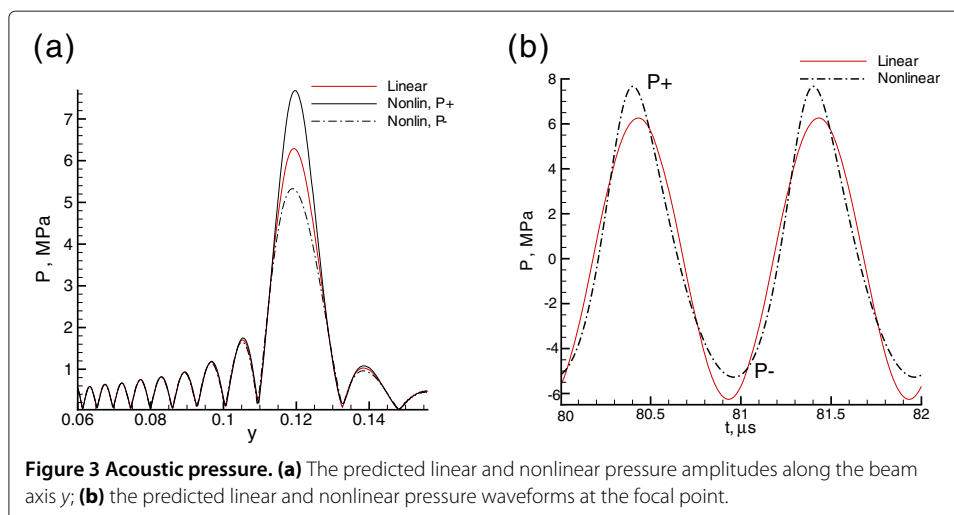 (a)
Linear
Nonlin, P+
Nonlin, P-
P , MPa
7
6
5
4
3
2
1
0.06 0.08 0.1 0.12 0.14
y
(b)
Linear
Nonlinear
P+
P-
P, MPa
8
6
4
2
0
-2
-4
-6
80 80.5 81 81.5 82
t, μs
Figure 3 Acoustic pressure. (a) The predicted linear and nonlinear pressure amplitudes along the beam
axis y; (b) the predicted linear and nonlinear pressure waveforms at the focal point.